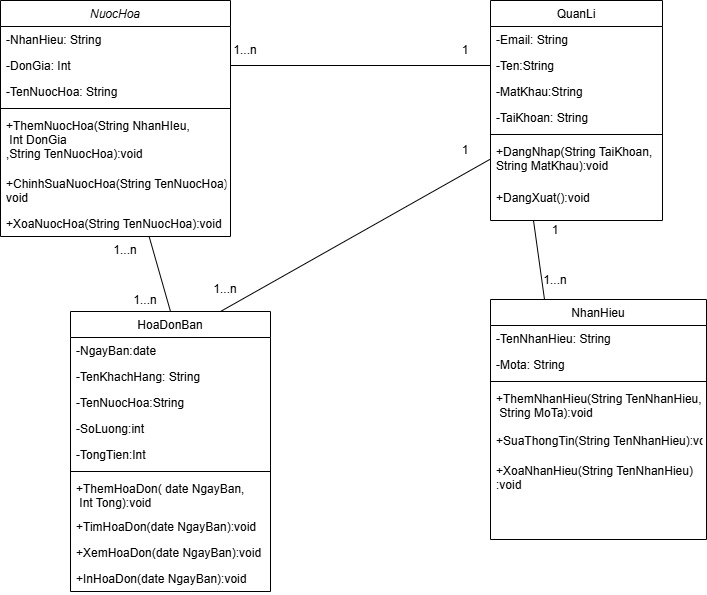 NuocHoa
-NhanHieu: String
-DonGia: Int
-TenNuocHoa: String
+ThemNuocHoa(String NhanHIeu,
Int DonGia
,String TenNuocHoa):void
+ChinhSuaNuocHoa(String TenNuocHoa)
void
+XoaNuocHoa(String TenNuocHoa):void
1...n
1
QuanLi
-Email: String
-Ten:String
-MatKhau:String
-TaiKhoan: String
+DangNhap(String TaiKhoan,
String MatKhau):void
+DangXuat():void
1
1...n
1...n
1...n
1
1...n
HoaDonBan
-NgayBan:date
-TenKhachHang: String
-TenNuocHoa:String
-SoLuong:int
-TongTien:Int
+ThemHoaDon( date NgayBan,
Int Tong):void
+TimHoaDon(date NgayBan):void
+XemHoaDon(date NgayBan):void
+InHoaDon(date NgayBan):void
NhanHieu
-TenNhanHieu: String
-Mota: String
+ThemNhanHieu(String TenNhanHieu,
String MoTa):void
+SuaThongTin(String TenNhanHieu):vo
+XoaNhanHieu(String TenNhanHieu)
:void